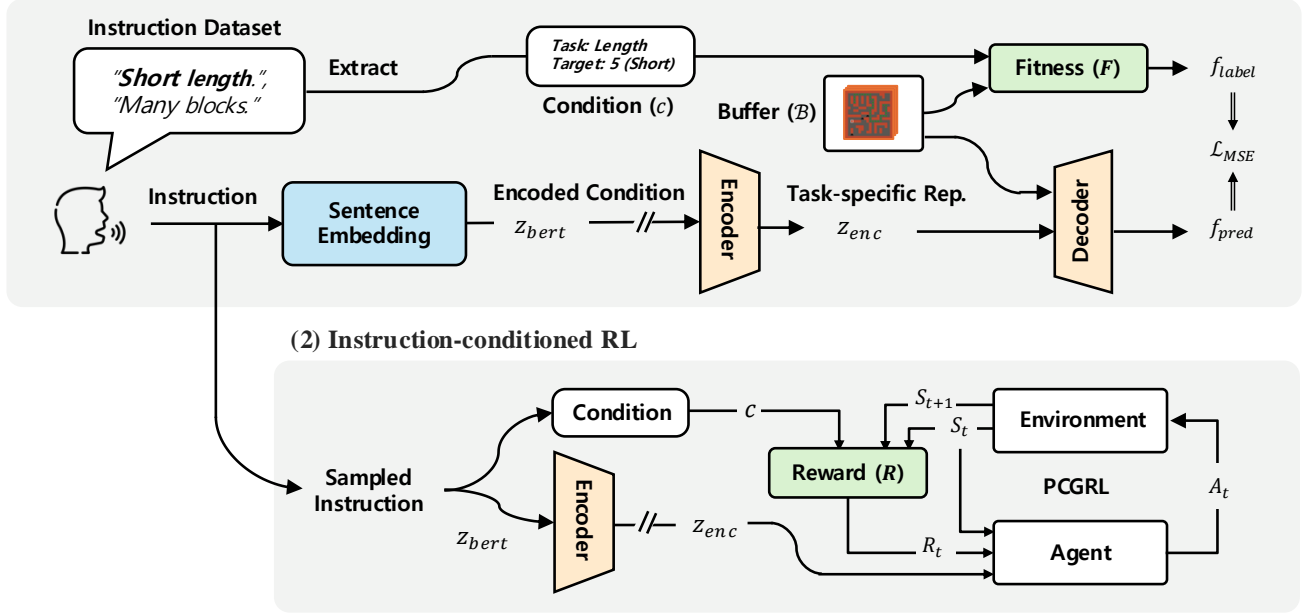 Instruction Dataset
“Short length.”,
“Many blocks.”
Extract
Task: Length
Target: 5 (Short)
Condition (c)
Buffer (ℬ)
Fitness (F)
f_label
ℒ_MSE
f_pred
Instruction
Sentence
Embedding
Encoded Condition
z_bert
Encoder
Task-specific Rep.
z_enc
Decoder
(2) Instruction-conditioned RL
Sampled
Instruction
Condition
c
z_bert
Encoder
z_enc
Reward (R)
R_t
S_{t+1}
S_t
Environment
PCGRL
A_t
Agent